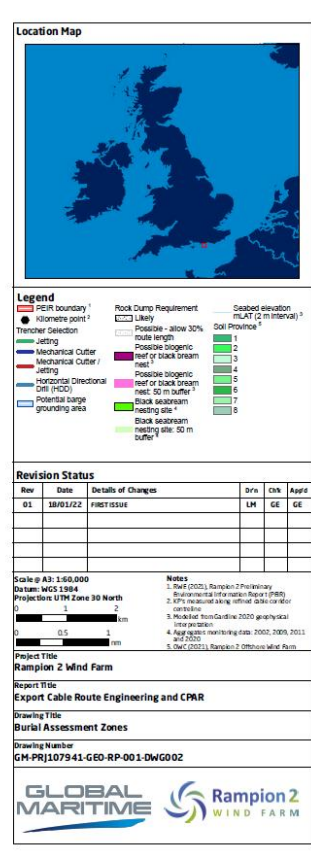 Location Map
Legend
PEIR boundary 1
Kilometre point 2
Trencher Selection
Jetting
Mechanical Cutter
Mechanical Cutter /
Jetting
Horizontal Directional
Drill (HDD)
Potential barge
grounding area
Rock Dump Requirement
Likely
Possible - allow 30%
route length
Possible biogenic
reef or black bream
nest 3
Possible biogenic
reef or black bream
nest: 50 m buffer 3
Black seabream
nesting site 4
Black seabream
nesting site: 50 m
buffer 4
Seabed elevation
mLAT (2 m interval) 3
Soil Province 5
1
2
3
4
5
6
7
8
Revision Status
Rev Date Details of Changes Dr'n Chk App'd
01 18/01/22 FIRST ISSUE LM GE GE
Scale @ A3: 1:60,000
Datum: WGS 1984
Projection: UTM Zone 30 North
0 1 2
km
0 0.5 1
nm
Notes
1. RWE (2021), Rampion 2 Preliminary
Environmental Information Report (PEIR)
2. KP's measured along refined cable corridor
centreline
3. Modelled from Gardline 2020 geophysical
interpretation
4. Aggregates monitoring data: 2002, 2009, 2011
and 2020
5. OWC (2021), Rampion 2 Offshore Wind Farm
Project Title
Rampion 2 Wind Farm
Report Title
Export Cable Route Engineering and CPAR
Drawing Title
Burial Assessment Zones
Drawing Number
GM-PRJ107941-GEO-RP-001-DWG002
GLOBAL
MARITIME
Rampion 2
WIND FARM